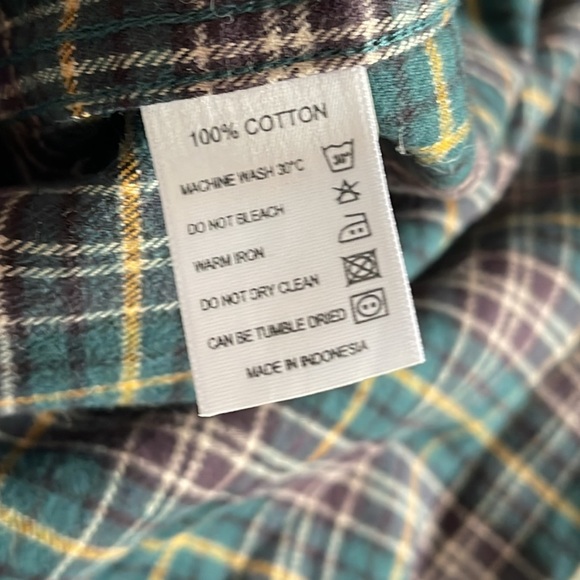 100% COTTON
MACHINE WASH 30°C 30°
DO NOT BLEACH
WARM IRON
DO NOT DRY CLEAN
CAN BE TUMBLE DRIED
MADE IN INDONESIA